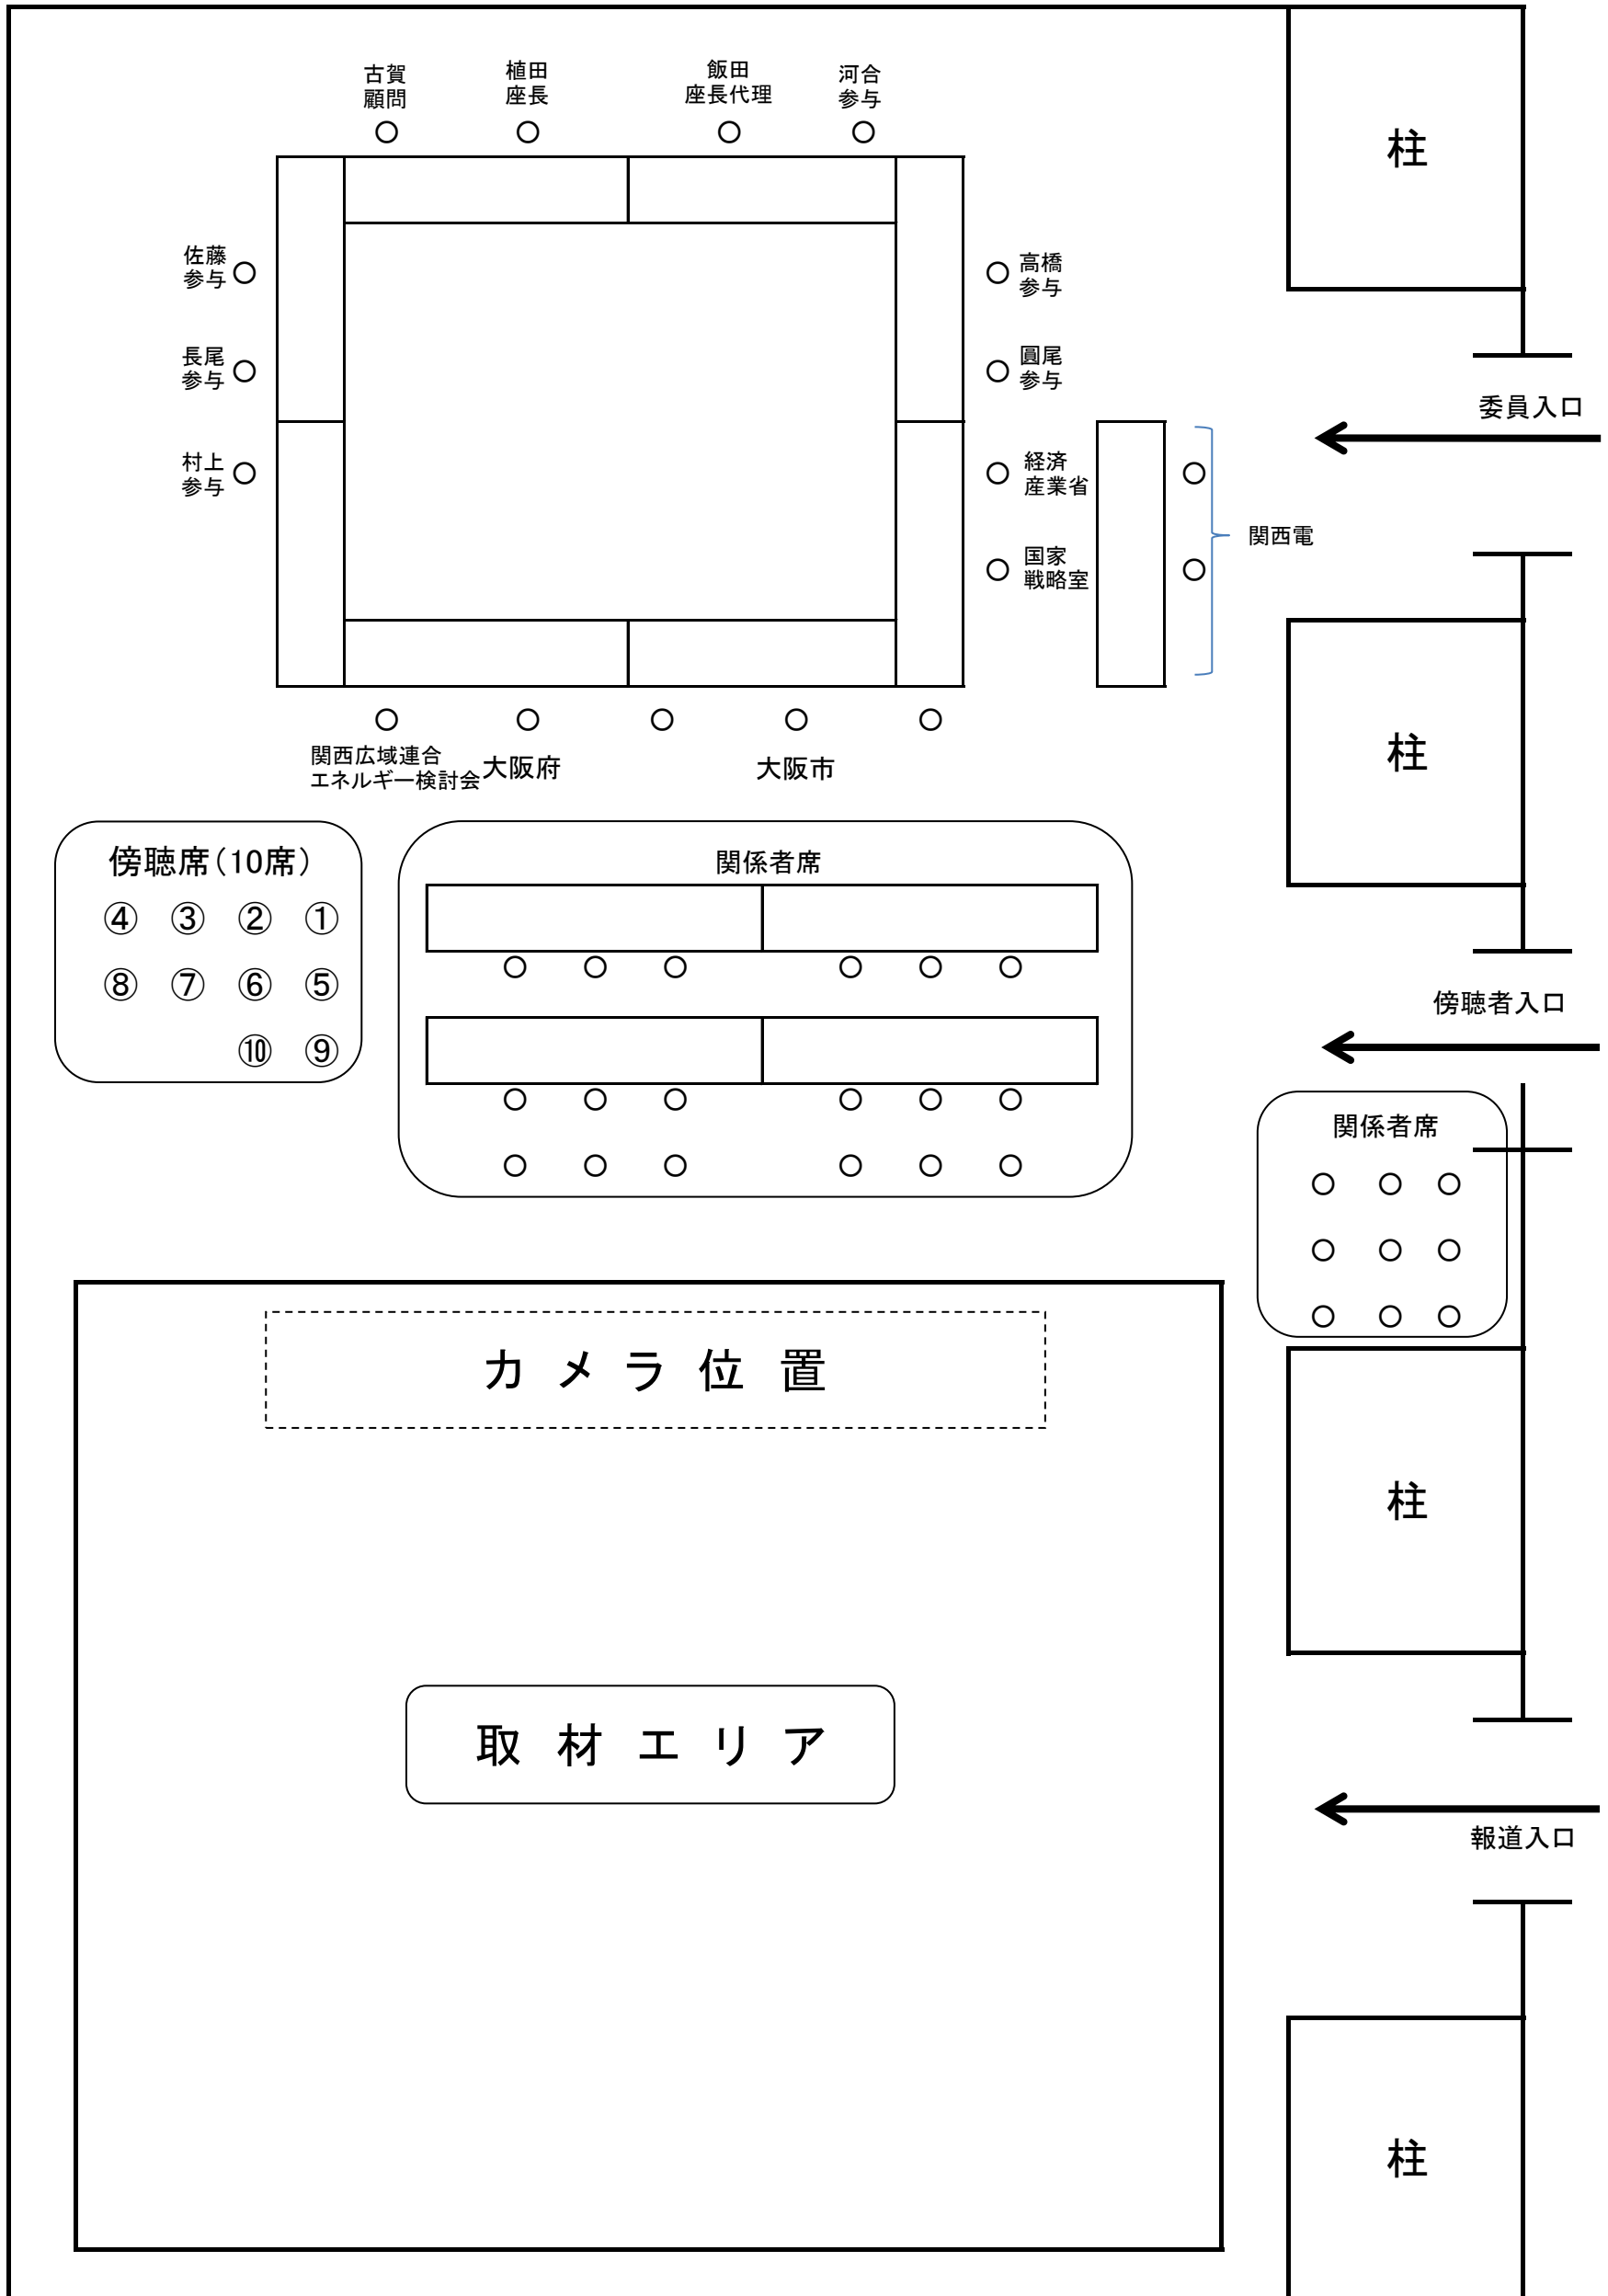 古賀
顧問
植田
座長
飯田
座長代理
河合
参与
柱
佐藤
参与
高橋
参与
長尾
参与
圓尾
参与
委員入口
村上
参与
経済
産業省
関西電
国家
戦略室
関西広域連合
エネルギー検討会
大阪府
大阪市
柱
傍聴席(10席)
④ ③ ② ①
⑧ ⑦ ⑥ ⑤
⑩ ⑨
関係者席
傍聴者入口
関係者席
カメラ位置
柱
取材エリア
報道入口
柱